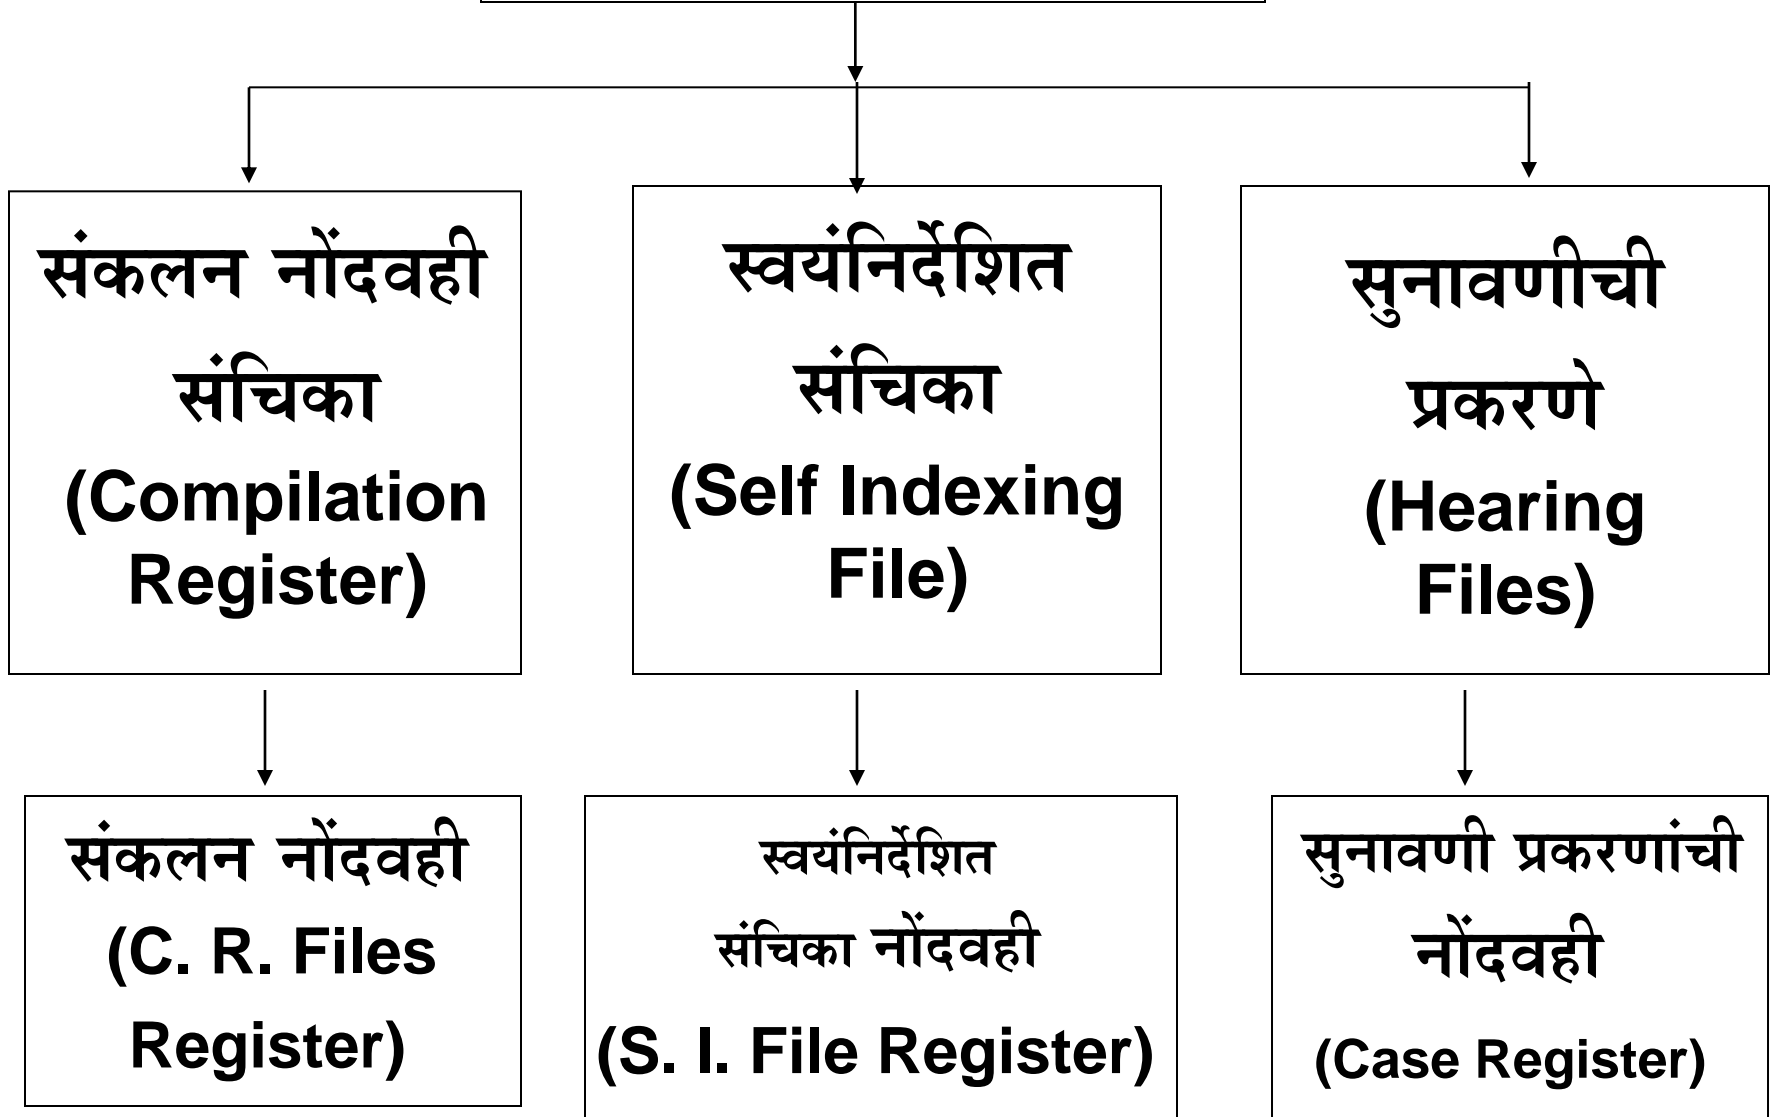 संकलन नोंदवही
संचिका
(Compilation
Register)
स्वयंनिर्देशित
संचिका
(Self Indexing
File)
सुनावणीची
प्रकरणे
(Hearing
Files)
संकलन नोंदवही
(C. R. Files
Register)
स्वयंनिर्देशित
संचिका नोंदवही
(S. I. File Register)
सुनावणी प्रकरणांची
नोंदवही
(Case Register)